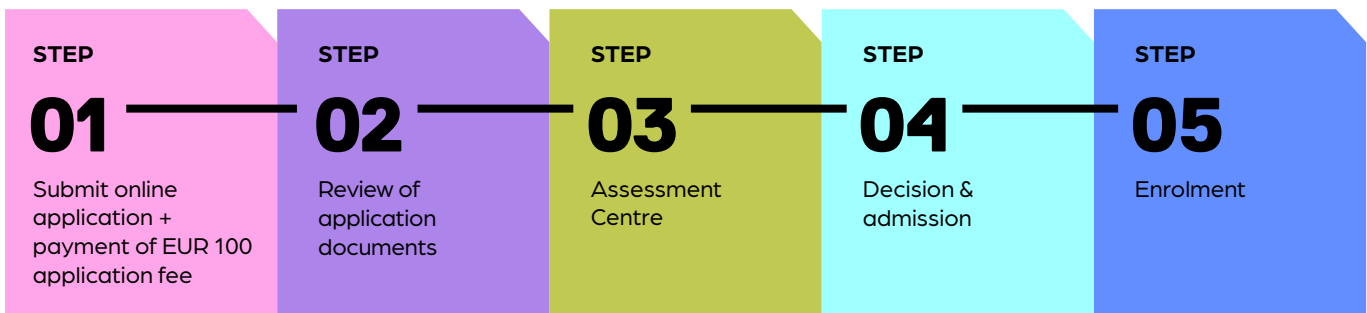 STEP
01
Submit online
application +
payment of EUR 100
application fee
STEP
02
Review of
application
documents
STEP
03
Assessment
Centre
STEP
04
Decision &
admission
STEP
05
Enrolment